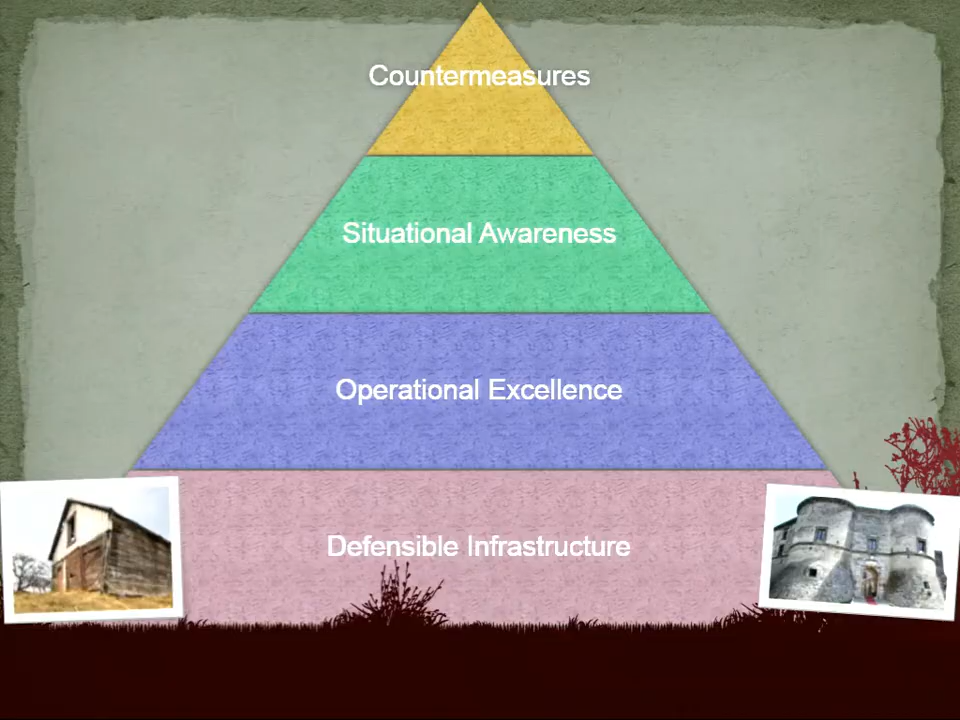 Countermeasures
Situational Awareness
Operational Excellence
Defensible Infrastructure